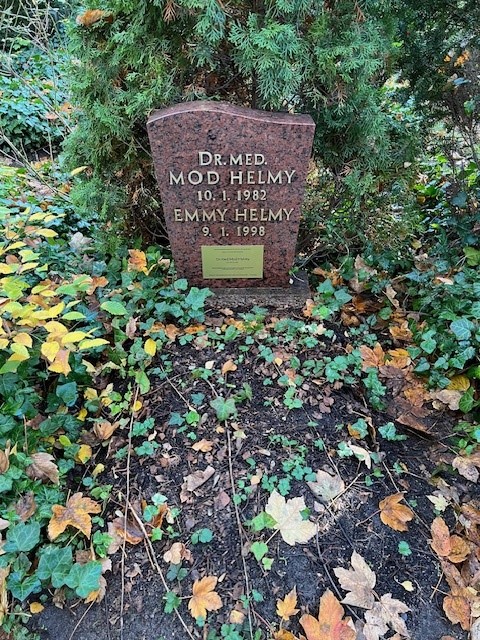 DR. MED.
MOD HELMY
10. 1. 1982
EMMY HELMY
9. 1. 1998